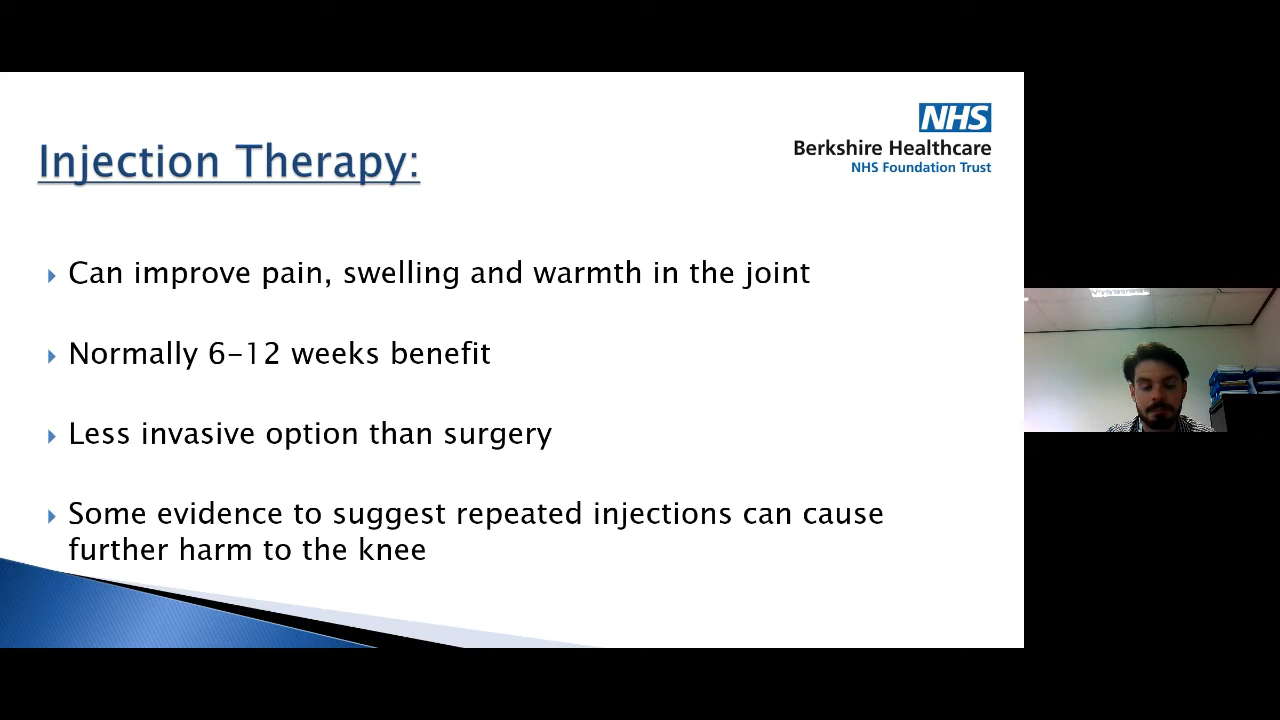 NHS
Berkshire Healthcare
NHS Foundation Trust
Injection Therapy:
Can improve pain, swelling and warmth in the joint
Normally 6-12 weeks benefit
Less invasive option than surgery
Some evidence to suggest repeated injections can cause
further harm to the knee